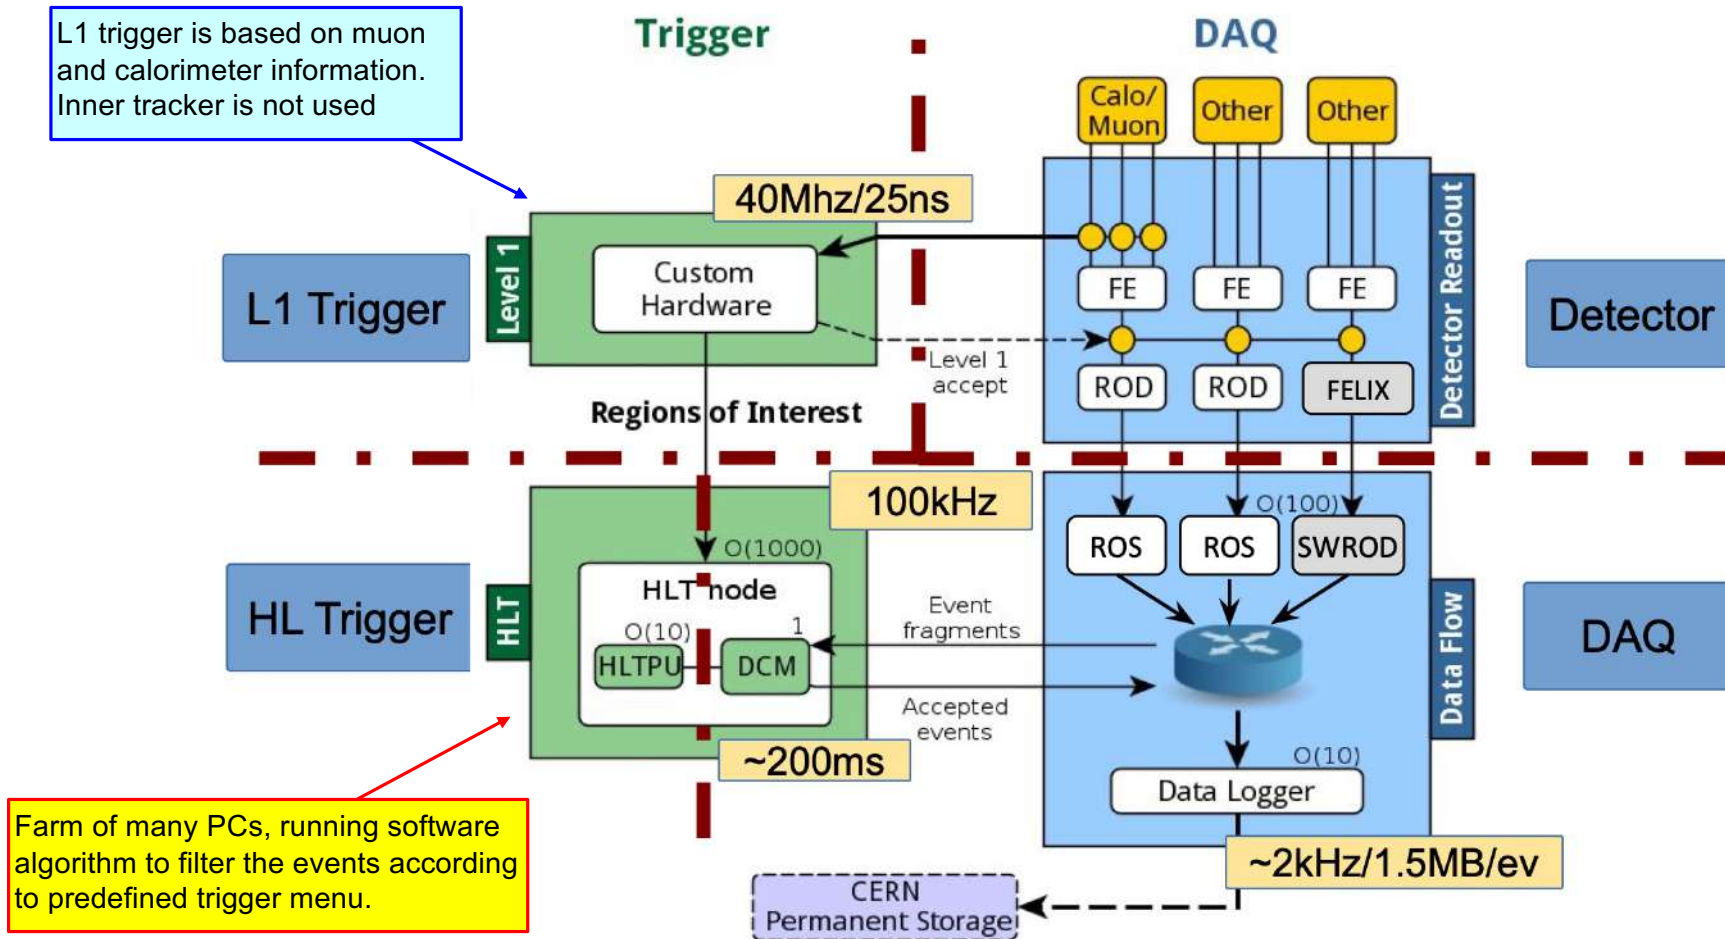 L1 trigger is based on muon
and calorimeter information.
Inner tracker is not used
Trigger
DAQ
Calo/
Muon
Other
Other
40Mhz/25ns
L1 Trigger
Level 1
Custom
Hardware
FE
FE
FE
Detector Readout
Detector
Level 1
accept
ROD
ROD
FELIX
Regions of Interest
100kHz
O(1000)
O(100)
HL Trigger
HLT
HLT node
O(10)
1
HLTPU
DCM
Event
fragments
Accepted
events
ROS
ROS
SWROD
Data Flow
DAQ
~200ms
O(10)
Data Logger
Farm of many PCs, running software
algorithm to filter the events according
to predefined trigger menu.
~2kHz/1.5MB/ev
CERN
Permanent Storage